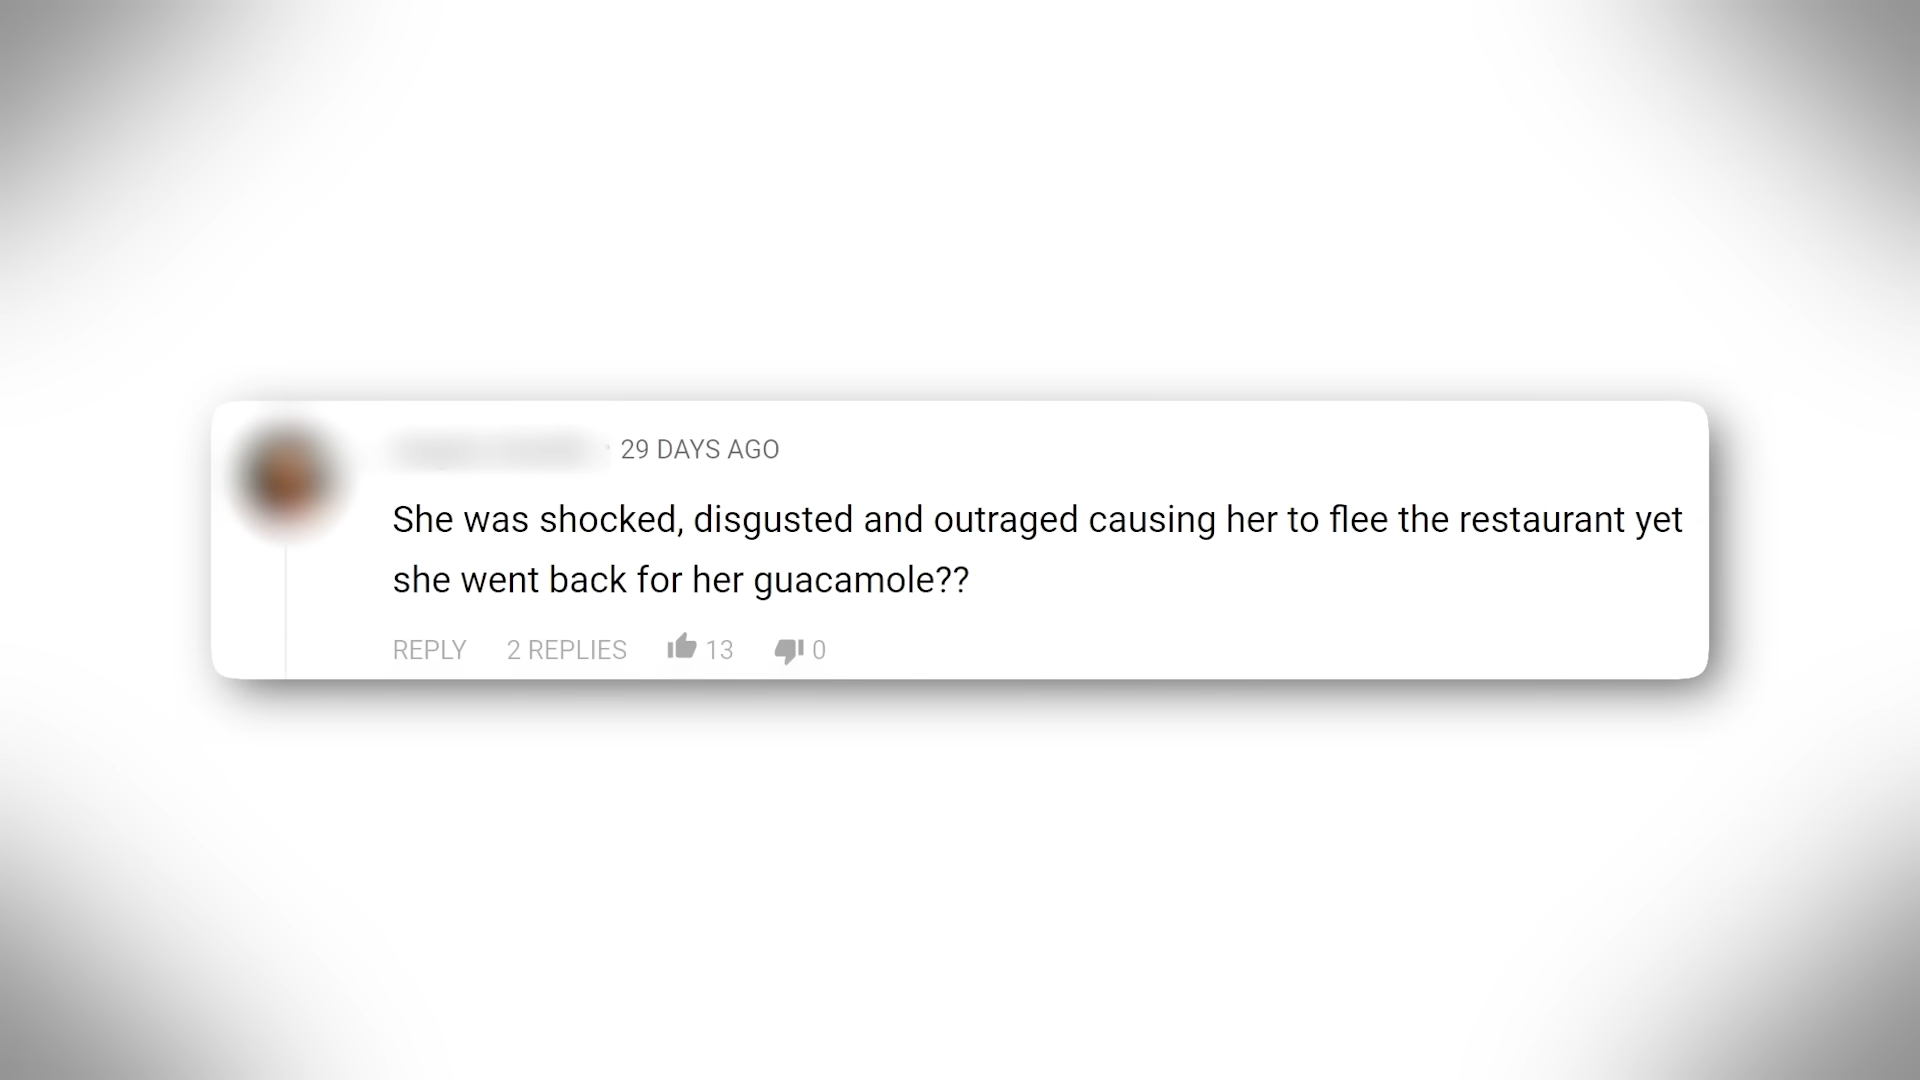 29 DAYS AGO
She was shocked, disgusted and outraged causing her to flee the restaurant yet
she went back for her guacamole??
REPLY 2 REPLIES 13 0